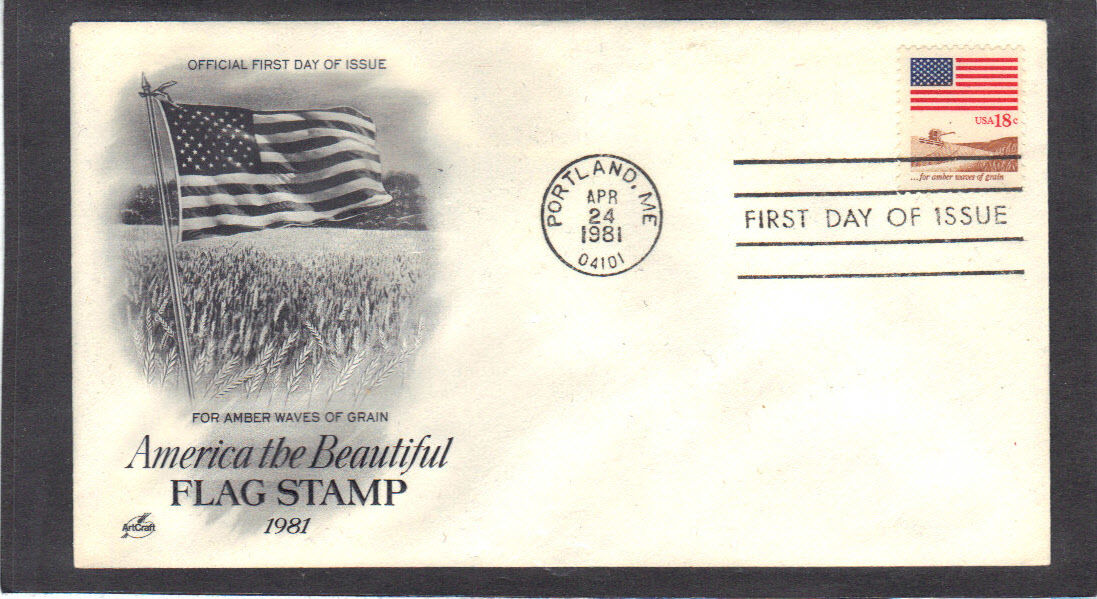 OFFICIAL FIRST DAY OF ISSUE
FOR AMBER WAVES OF GRAIN
America the Beautiful
FLAG STAMP
1981
ArtCraft
PORTLAND, ME
APR
24
1981
04101
USA 18c
...for amber waves of grain
FIRST DAY OF ISSUE